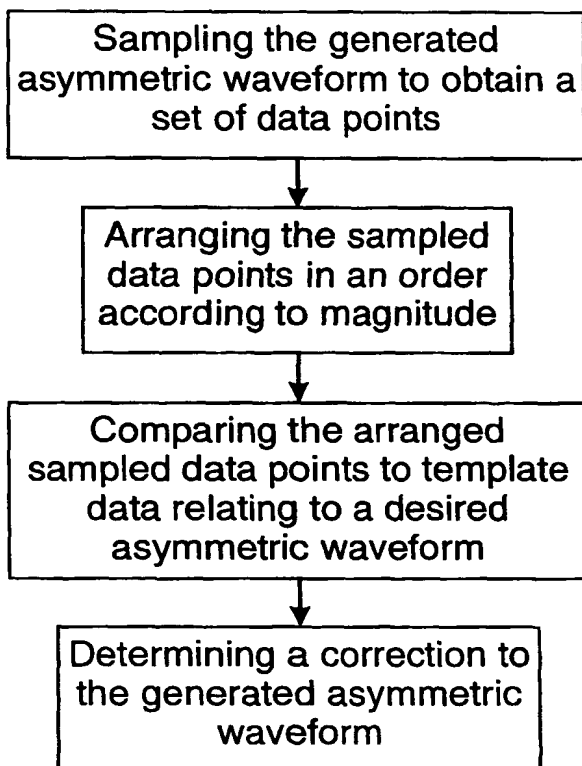 Sampling the generated
asymmetric waveform to obtain a
set of data points
Arranging the sampled
data points in an order
according to magnitude
Comparing the arranged
sampled data points to template
data relating to a desired
asymmetric waveform
Determining a correction to
the generated asymmetric
waveform